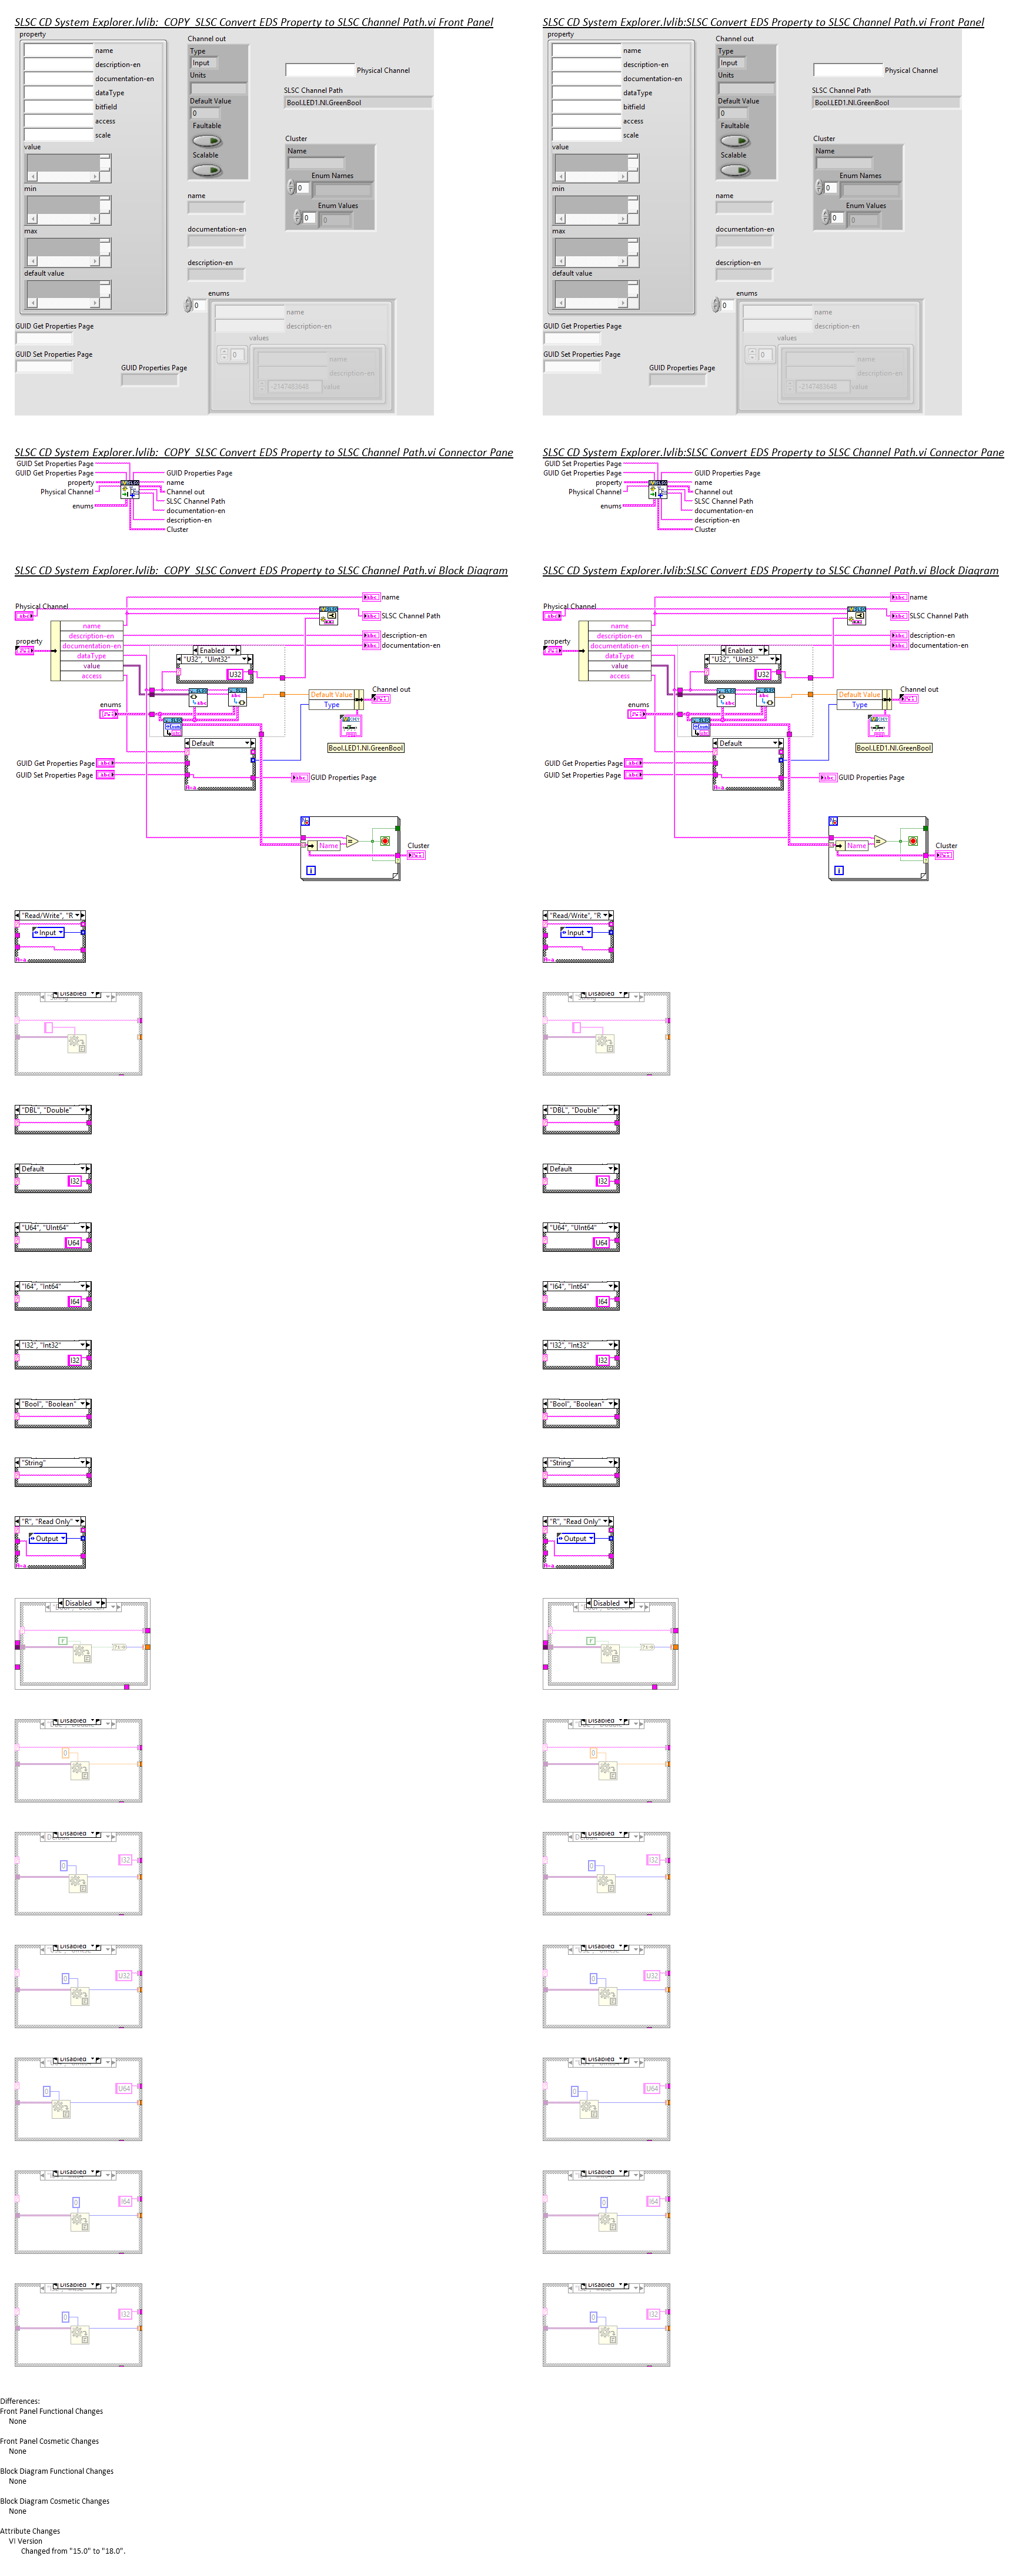 SLSC CD System Explorer.lvlib:  COPY  SLSC Convert EDS Property to SLSC Channel Path.vi Front Panel
property
name
description-en
documentation-en
dataType
bitfield
access
scale
value
min
max
default value
GUID Get Properties Page
GUID Set Properties Page
GUID Properties Page
Channel out
Type
Input
Units
Default Value
0
Faultable
Scalable
name
documentation-en
description-en
Physical Channel
SLSC Channel Path
Bool.LED1.NI.GreenBool
Cluster
Name
Enum Names
0
Enum Values
0
0
enums
0
name
description-en
values
0
name
description-en
-2147483648 value
SLSC CD System Explorer.lvlib:SLSC Convert EDS Property to SLSC Channel Path.vi Front Panel
property
name
description-en
documentation-en
dataType
bitfield
access
scale
value
min
max
default value
GUID Get Properties Page
GUID Set Properties Page
GUID Properties Page
Channel out
Type
Input
Units
Default Value
0
Faultable
Scalable
name
documentation-en
description-en
Physical Channel
SLSC Channel Path
Bool.LED1.NI.GreenBool
Cluster
Name
Enum Names
0
Enum Values
0
0
enums
0
name
description-en
values
0
name
description-en
-2147483648 value
SLSC CD System Explorer.lvlib:  COPY  SLSC Convert EDS Property to SLSC Channel Path.vi Connector Pane
GUID Set Properties Page
GUID Get Properties Page
property
Physical Channel
enums
GUID Properties Page
name
Channel out
SLSC Channel Path
documentation-en
description-en
Cluster
SLSC CD System Explorer.lvlib:SLSC Convert EDS Property to SLSC Channel Path.vi Connector Pane
GUID Set Properties Page
GUID Get Properties Page
property
Physical Channel
enums
GUID Properties Page
name
Channel out
SLSC Channel Path
documentation-en
description-en
Cluster
SLSC CD System Explorer.lvlib:  COPY  SLSC Convert EDS Property to SLSC Channel Path.vi Block Diagram
Physical Channel
property
name
description-en
documentation-en
dataType
value
access
name
SLSC Channel Path
description-en
documentation-en
Enabled
"U32", "UInt32"
U32
enums
Default Value
Type
Channel out
Bool.LED1.NI.GreenBool
Default
GUID Get Properties Page
GUID Set Properties Page
GUID Properties Page
Name
Cluster
SLSC CD System Explorer.lvlib:SLSC Convert EDS Property to SLSC Channel Path.vi Block Diagram
Physical Channel
property
name
description-en
documentation-en
dataType
value
access
name
SLSC Channel Path
description-en
documentation-en
Enabled
"U32", "UInt32"
U32
enums
Default Value
Type
Channel out
Bool.LED1.NI.GreenBool
Default
GUID Get Properties Page
GUID Set Properties Page
GUID Properties Page
Name
Cluster
"Read/Write", "R
Input
"Read/Write", "R
Input
Disabled
Disabled
"DBL", "Double"
"DBL", "Double"
Default
I32
Default
I32
"U64", "UInt64"
U64
"U64", "UInt64"
U64
"I64", "Int64"
I64
"I64", "Int64"
I64
"I32", "Int32"
I32
"I32", "Int32"
I32
"Bool", "Boolean"
"Bool", "Boolean"
"String"
"String"
"R", "Read Only"
Output
"R", "Read Only"
Output
Disabled
Disabled
Disabled
0
Disabled
0
Disabled
0
I32
Disabled
0
I32
Disabled
0
U32
Disabled
0
U32
Disabled
0
U64
Disabled
0
U64
Disabled
0
I64
Disabled
0
I64
Disabled
0
I32
Disabled
0
I32
Differences:
Front Panel Functional Changes
None
Front Panel Cosmetic Changes
None
Block Diagram Functional Changes
None
Block Diagram Cosmetic Changes
None
Attribute Changes
VI Version
Changed from "15.0" to "18.0".